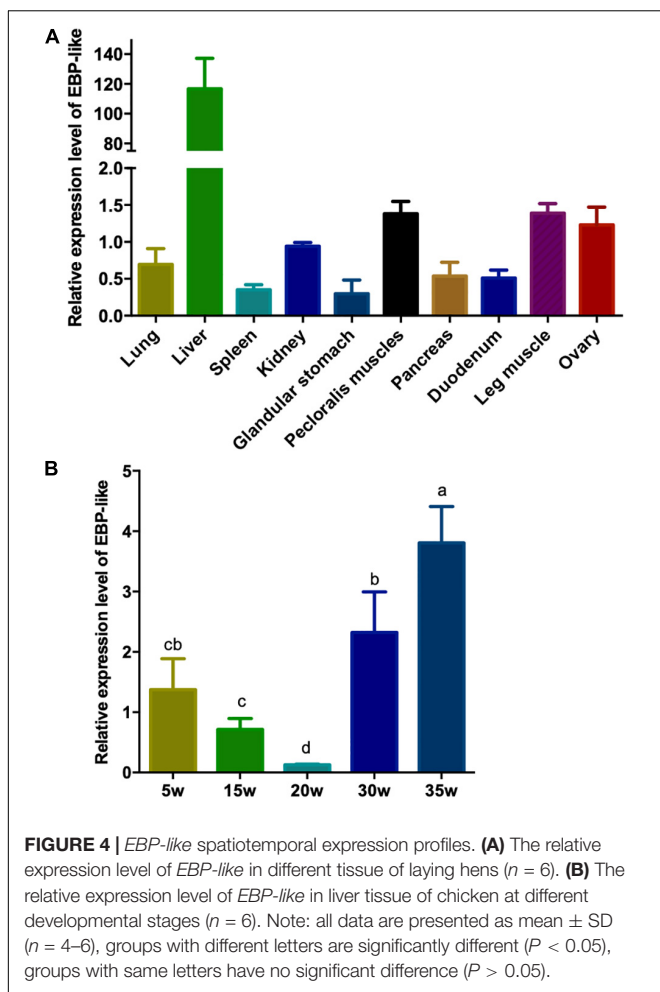 A
Relative expression level of EBP-like
140
120
100
80
2.0
1.5
1.0
0.5
0.0
Lung
Liver
Spleen
Kidney
Glandular stomach
Pecloralis muscles
Pancreas
Duodenum
Leg muscle
Ovary
B
Relative expression level of EBP-like
5
4
3
2
1
0
cb
c
d
b
a
5w 15w 20w 30w 35w
FIGURE 4 | EBP-like spatiotemporal expression profiles. (A) The relative
expression level of EBP-like in different tissue of laying hens (n = 6). (B) The
relative expression level of EBP-like in liver tissue of chicken at different
developmental stages (n = 6). Note: all data are presented as mean ± SD
(n = 4–6), groups with different letters are significantly different (P < 0.05),
groups with same letters have no significant difference (P > 0.05).